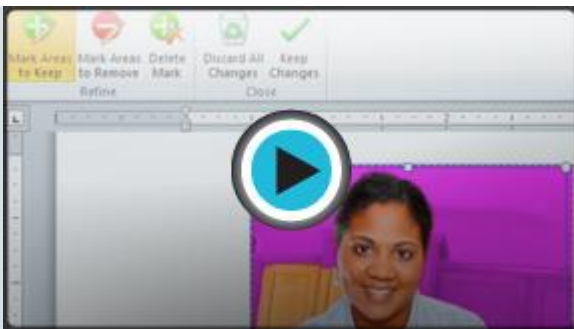 Mark Areas Mark Areas Delete Discard All Keep
to Keep to Remove Mark Changes Changes
Refine Close